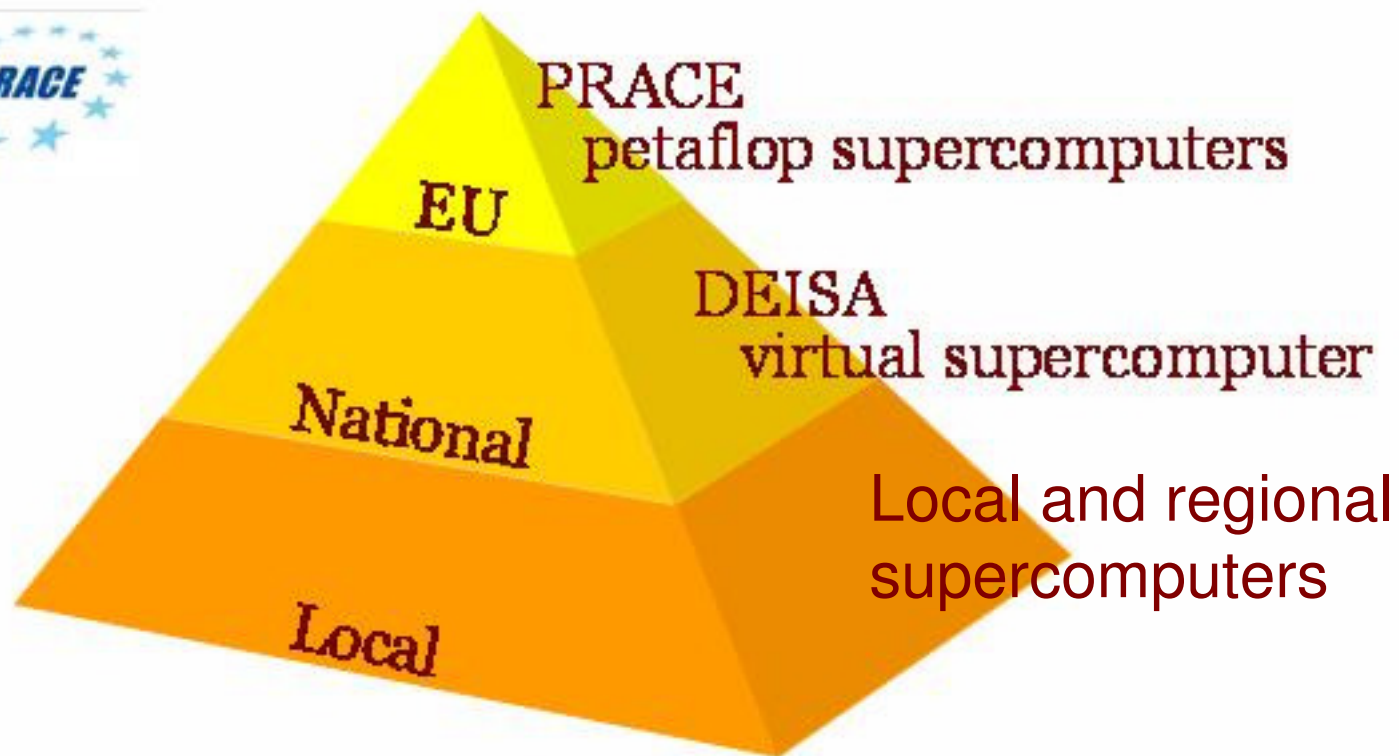 RACE
PRACE
petaflop supercomputers
EU
DEISA
virtual supercomputer
National
Local and regional
supercomputers
Local